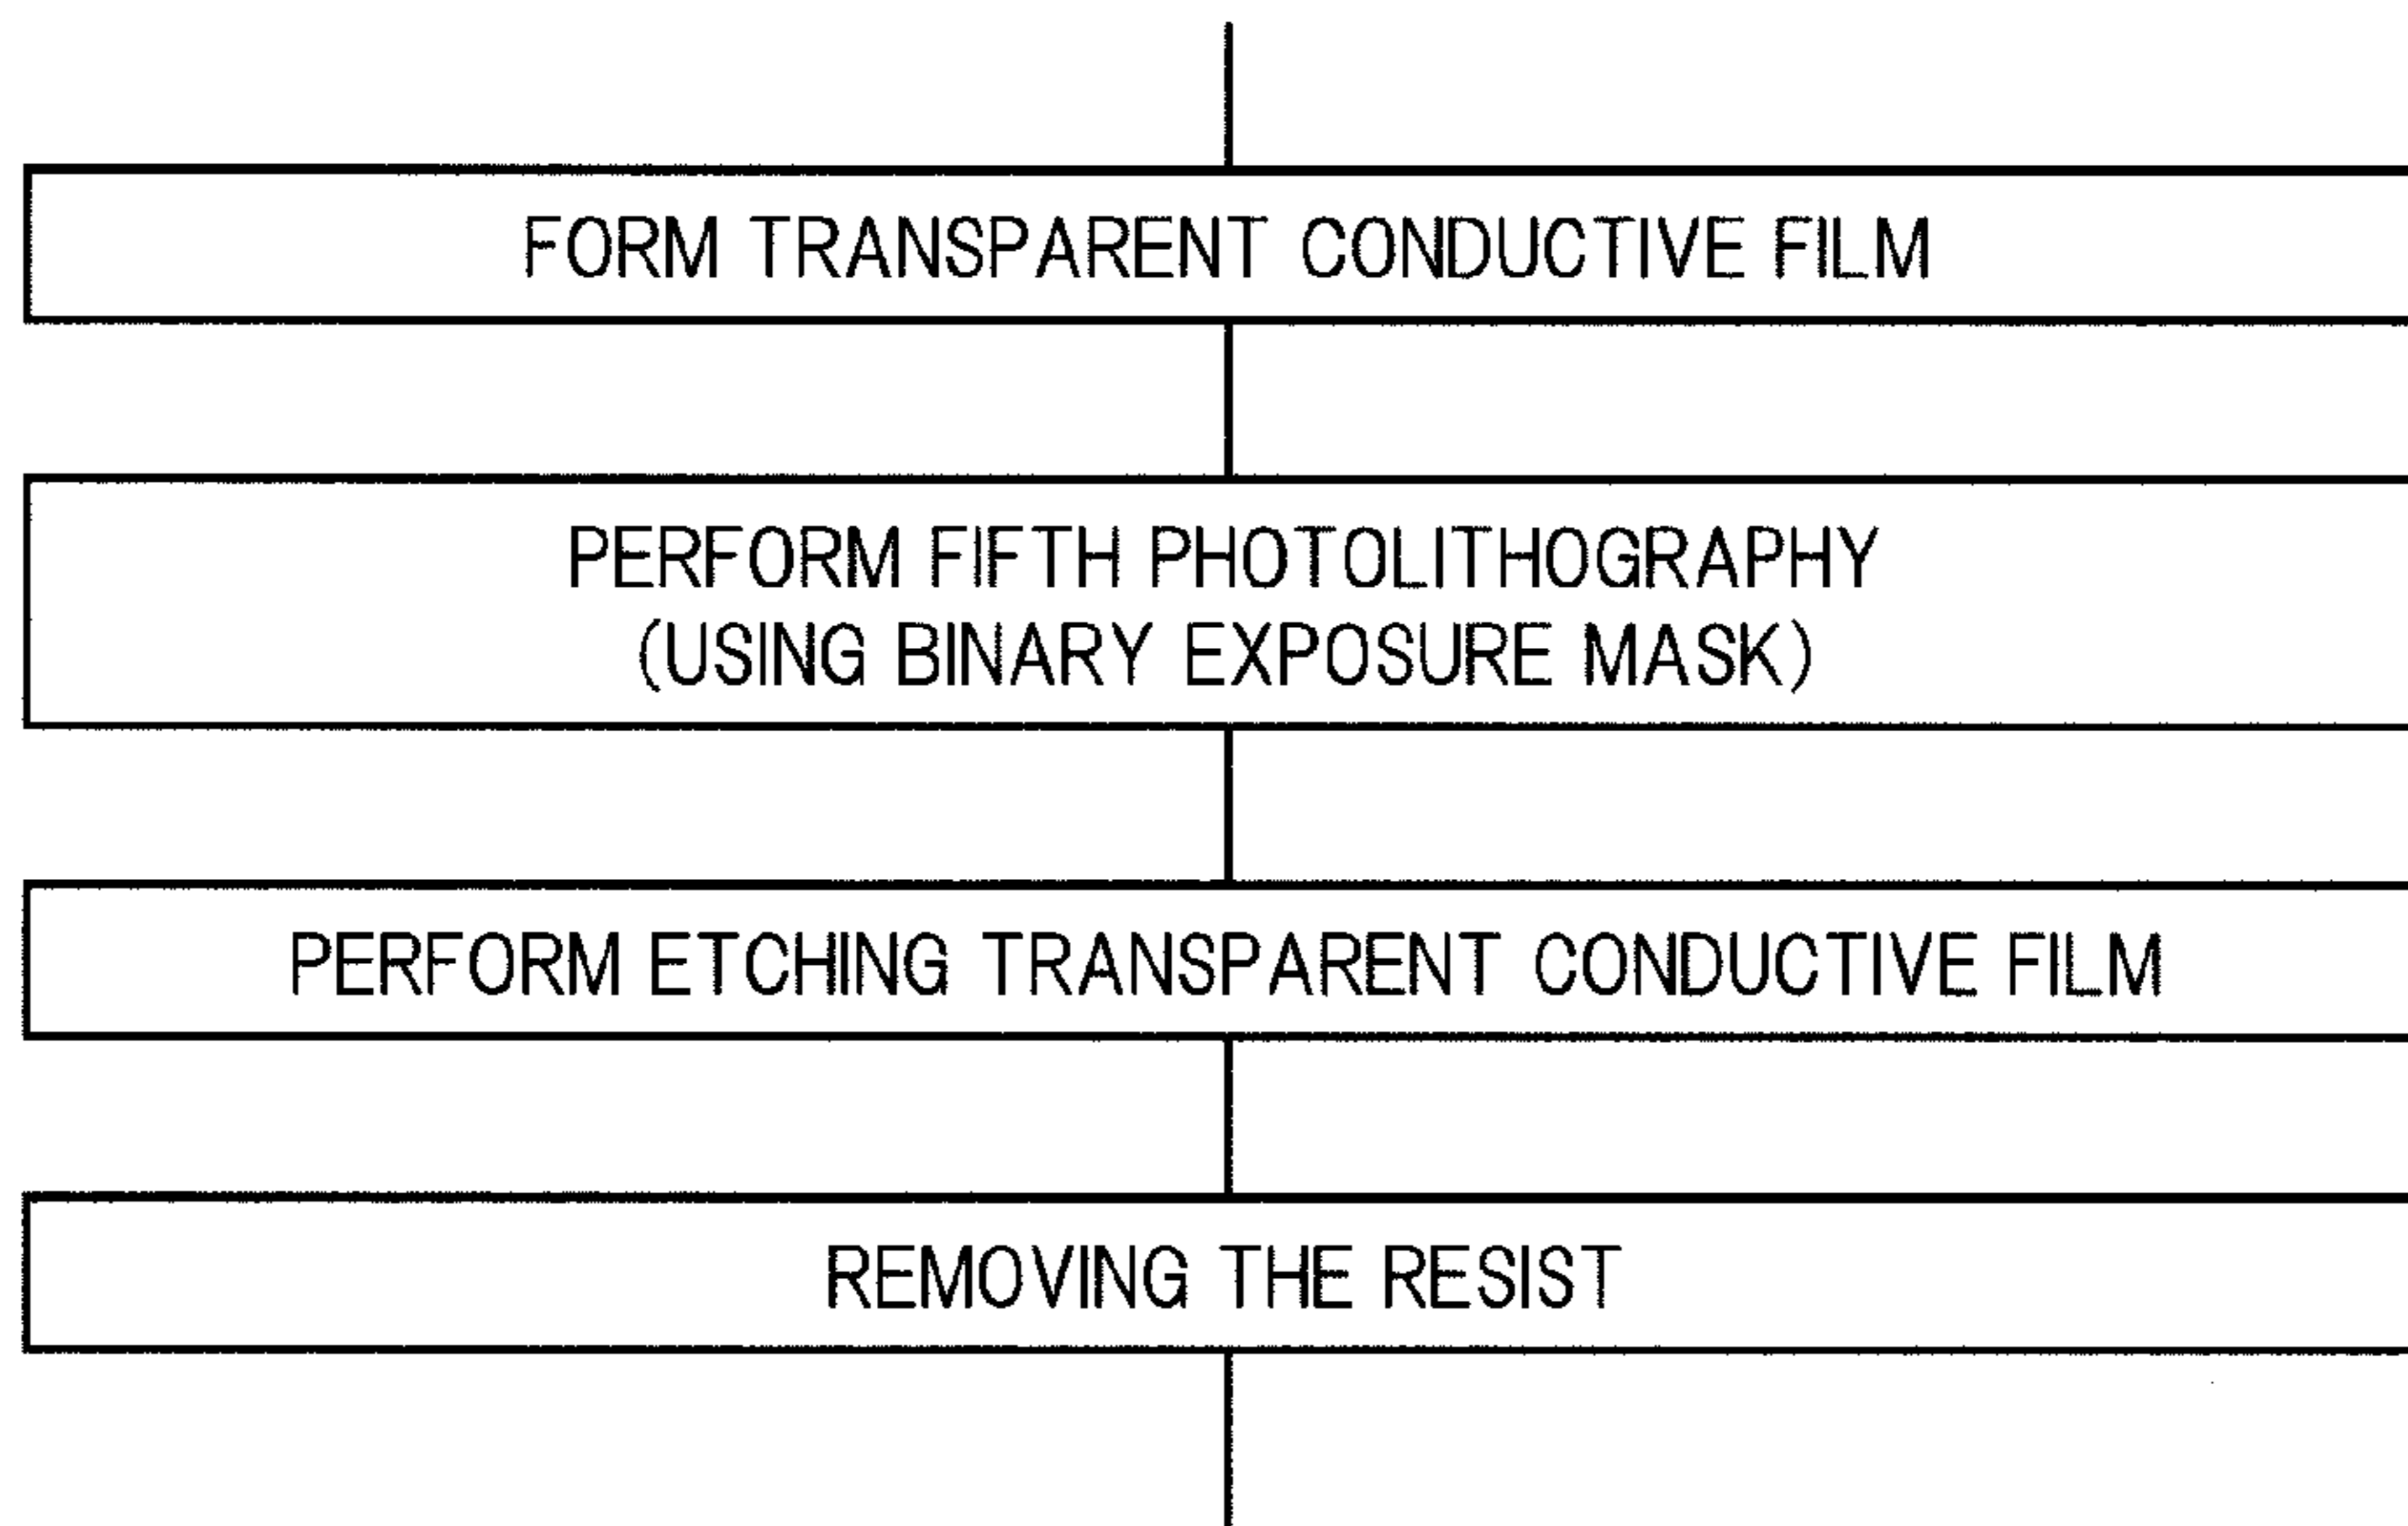 FORM TRANSPARENT CONDUCTIVE FILM
PERFORM FIFTH PHOTOLITHOGRAPHY
(USING BINARY EXPOSURE MASK)
PERFORM ETCHING TRANSPARENT CONDUCTIVE FILM
REMOVING THE RESIST